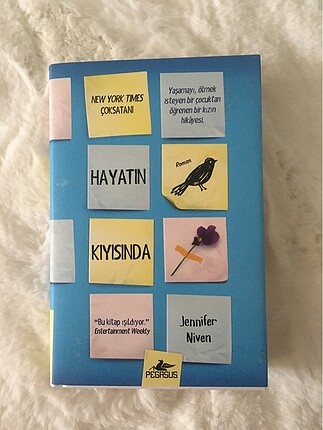 NEW YORK TIMES
ÇOKSATANI
Yaşamayı, ölmek
isteyen bir çocuktan
öğrenen bir kızın
hikâyesi.
HAYATIN
Roman
KIYISINDA
"Bu kitap ışıldıyor."
Entertainment Weekly
Jennifer
Niven
PEGASUS